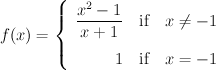 f(x) = { (x² − 1)/(x + 1) if x ≠ −1
1 if x = −1